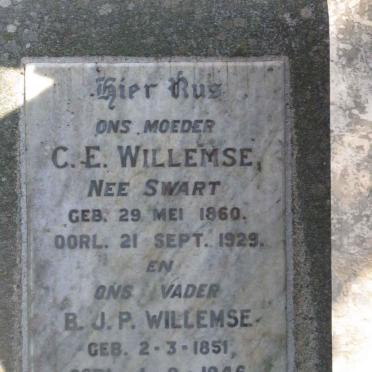 Hier Rus
ONS MOEDER
C. E. WILLEMSE,
NEE SWART
GEB. 29 MEI 1860.
OORL. 21 SEPT. 1929.
EN
ONS VADER
B. J. P. WILLEMSE
GEB. 2-3-1851,